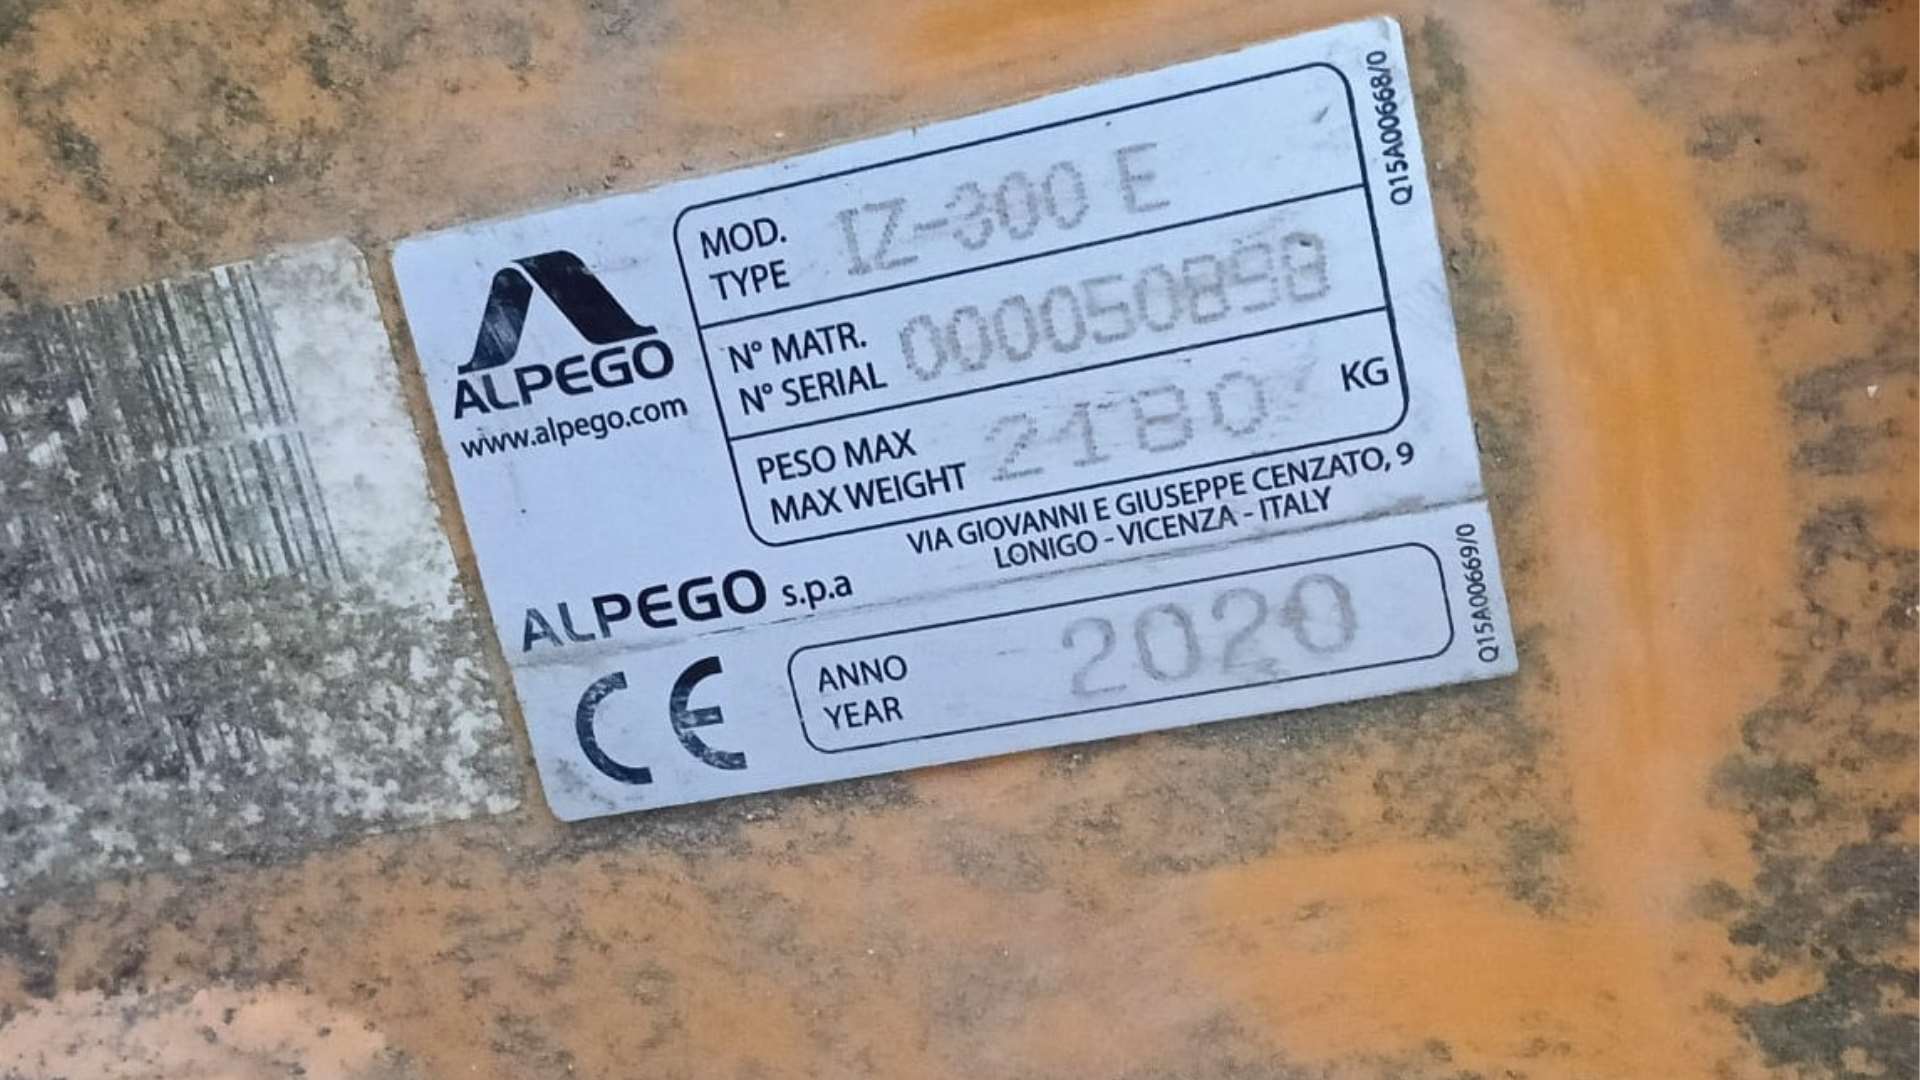 ALPEGO
www.alpego.com
MOD.
TYPE
IZ-300 E
N° MATR.
N° SERIAL
000050898
PESO MAX
MAX WEIGHT
2180
KG
VIA GIOVANNI E GIUSEPPE CENZATO, 9
LONIGO - VICENZA - ITALY
ALPEGO s.p.a
CE
ANNO
YEAR
2020
Q15A00668/0
Q15A00669/0